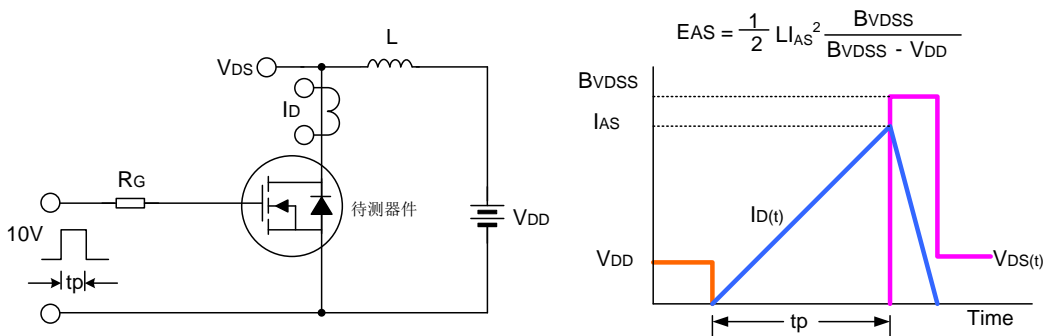 L
VDS
ID
RG
待测器件
10V
VDD
tp
EAS = 1/2 LIAS² BVDSS / BVDSS - VDD
BVDSS
IAS
ID(t)
VDD
VDS(t)
tp
Time